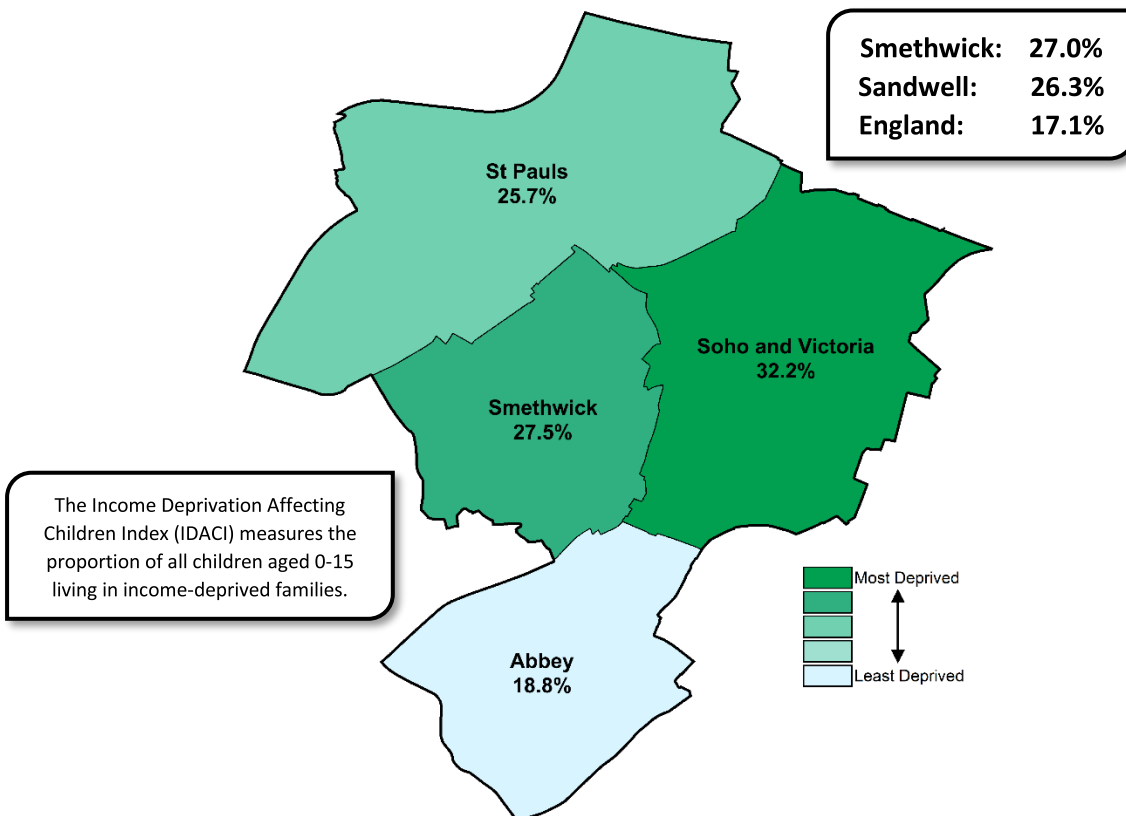 Smethwick: 27.0%
Sandwell: 26.3%
England: 17.1%
St Pauls
25.7%
Soho and Victoria
32.2%
Smethwick
27.5%
The Income Deprivation Affecting
Children Index (IDACI) measures the
proportion of all children aged 0-15
living in income-deprived families.
Most Deprived
Least Deprived
Abbey
18.8%